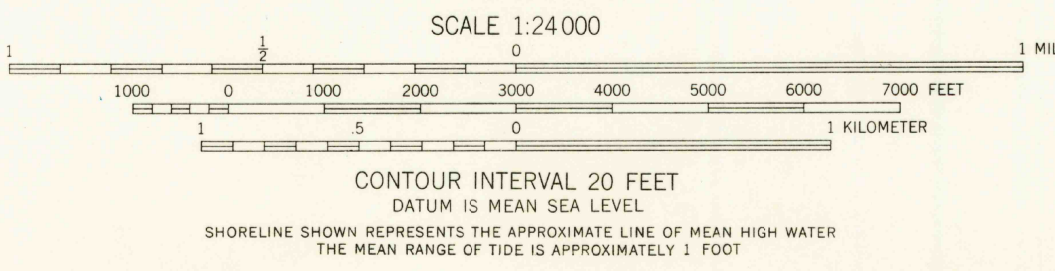 SCALE 1:24 000
1 ½ 0 1 MIL
1000 0 1000 2000 3000 4000 5000 6000 7000 FEET
1 .5 0 1 KILOMETER
CONTOUR INTERVAL 20 FEET
DATUM IS MEAN SEA LEVEL
SHORELINE SHOWN REPRESENTS THE APPROXIMATE LINE OF MEAN HIGH WATER
THE MEAN RANGE OF TIDE IS APPROXIMATELY 1 FOOT